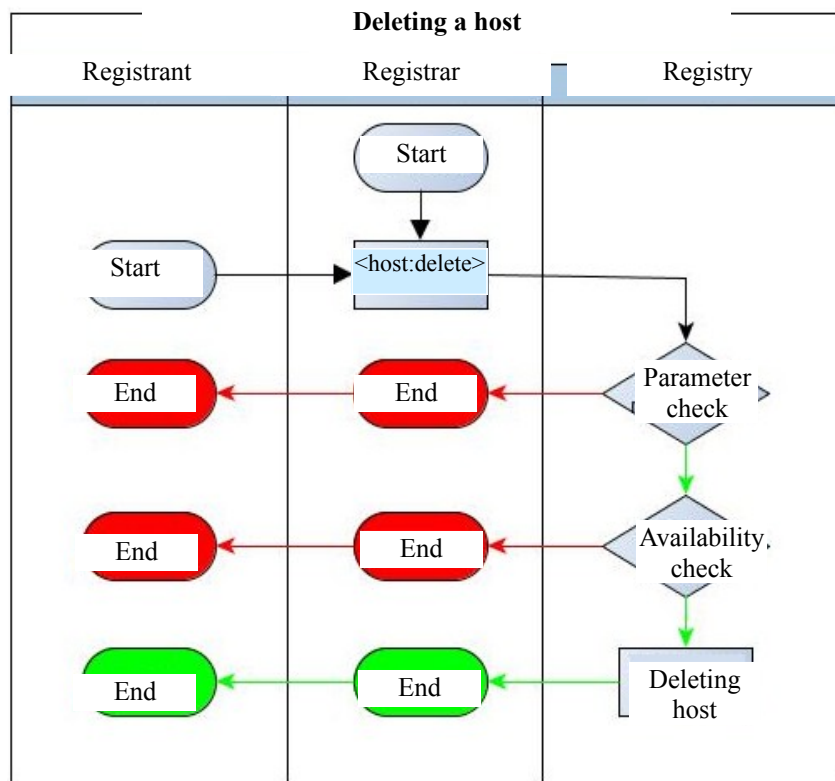 Deleting a host
Registrant
Registrar
Registry
Start
Start
<host:delete>
End
End
Parameter
check
End
End
Availability
check
End
End
Deleting
host